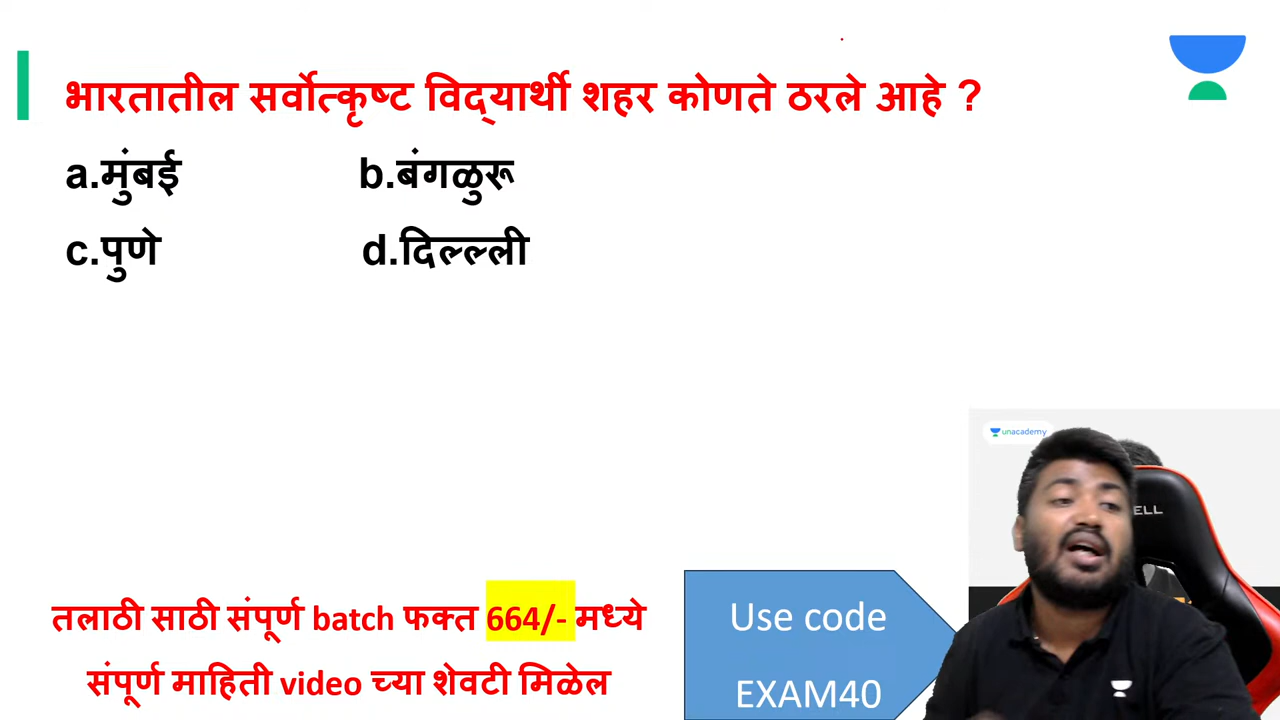 भारतातील सर्वोत्कृष्ट विद्‌यार्थी शहर कोणते ठरले आहे ?
a.मुंबई b.बंगळुरू
c.पुणे d.दिल्ल्ली
unacademy
ELL
तलाठी साठी संपूर्ण batch फक्त 664/- मध्ये
संपूर्ण माहिती video च्या शेवटी मिळेल
Use code
EXAM40